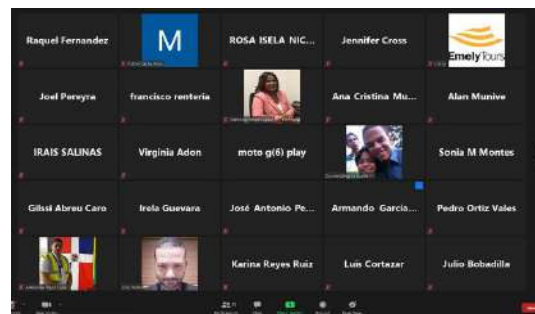 Raquel Fernandez
M
ROSA ISELA NIC...
Jennifer Cross
EmelyTours
Joel Pereyra
francisco renteria
Ana Cristina Mu...
Alan Munive
IRAIS SALINAS
Virginia Adon
moto g(6) play
Sonia M Montes
Gilssi Abreu Caro
Irela Guevara
José Antonio Pe...
Armando Garcia...
Pedro Ortiz Vales
Karina Reyes Ruiz
Luis Cortazar
Julio Bobadilla